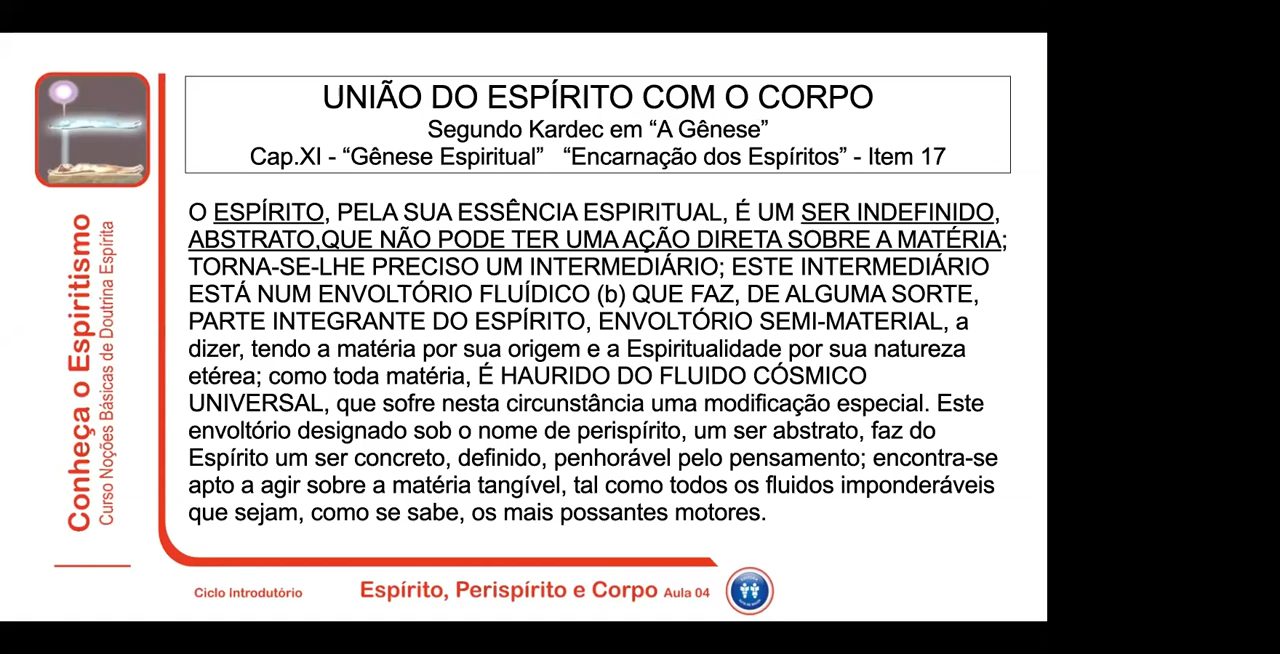 UNIÃO DO ESPÍRITO COM O CORPO
Segundo Kardec em “A Gênese”
Cap.XI - “Gênese Espiritual” “Encarnação dos Espíritos” - Item 17
O ESPÍRITO, PELA SUA ESSÊNCIA ESPIRITUAL, É UM SER INDEFINIDO,
ABSTRATO,QUE NÃO PODE TER UMA AÇÃO DIRETA SOBRE A MATÉRIA;
TORNA-SE-LHE PRECISO UM INTERMEDIÁRIO; ESTE INTERMEDIÁRIO
ESTÁ NUM ENVOLTÓRIO FLUÍDICO (b) QUE FAZ, DE ALGUMA SORTE,
PARTE INTEGRANTE DO ESPÍRITO, ENVOLTÓRIO SEMI-MATERIAL, a
dizer, tendo a matéria por sua origem e a Espiritualidade por sua natureza
etérea; como toda matéria, É HAURIDO DO FLUIDO CÓSMICO
UNIVERSAL, que sofre nesta circunstância uma modificação especial. Este
envoltório designado sob o nome de perispírito, um ser abstrato, faz do
Espírito um ser concreto, definido, penhorável pelo pensamento; encontra-se
apto a agir sobre a matéria tangível, tal como todos os fluidos imponderáveis
que sejam, como se sabe, os mais possantes motores.
Conheça o Espiritismo
Curso Noções Básicas de Doutrina Espírita
Ciclo Introdutório
Espírito, Perispírito e Corpo Aula 04